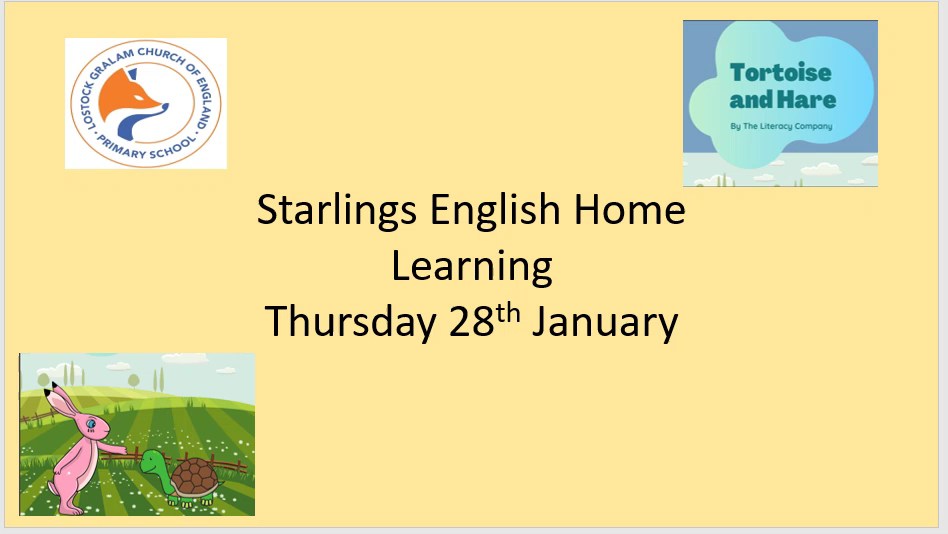 LOSTOCK GRALAM CHURCH OF ENGLAND
• PRIMARY SCHOOL •
Tortoise
and Hare
By The Literacy Company
Starlings English Home
Learning
Thursday 28th January